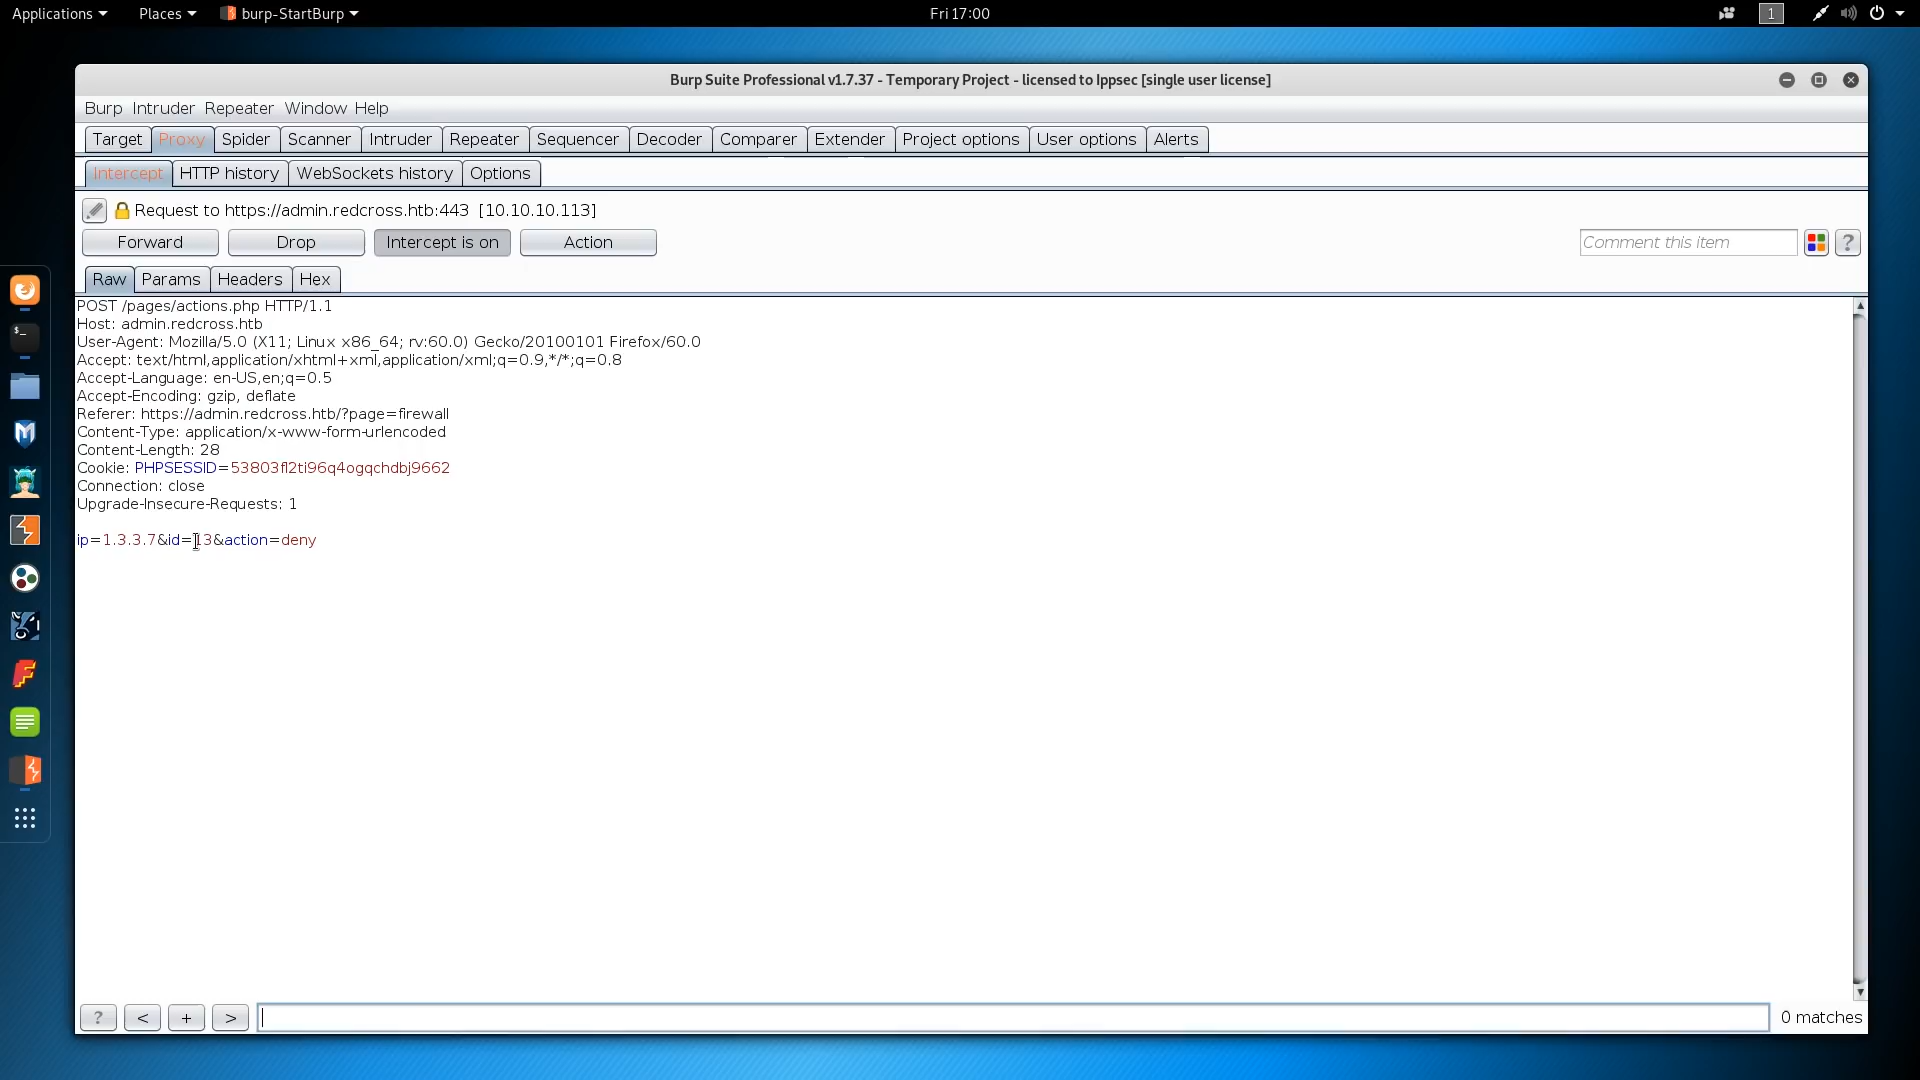 Applications Places burp-StartBurp Fri 17:00 1
Burp Suite Professional v1.7.37 - Temporary Project - licensed to Ippsec [single user license]
Burp Intruder Repeater Window Help
Target Proxy Spider Scanner Intruder Repeater Sequencer Decoder Comparer Extender Project options User options Alerts
Intercept HTTP history WebSockets history Options
Request to https://admin.redcross.htb:443 [10.10.10.113]
Forward Drop Intercept is on Action Comment this item ?
Raw Params Headers Hex
POST /pages/actions.php HTTP/1.1
Host: admin.redcross.htb
User-Agent: Mozilla/5.0 (X11; Linux x86_64; rv:60.0) Gecko/20100101 Firefox/60.0
Accept: text/html,application/xhtml+xml,application/xml;q=0.9,*/*;q=0.8
Accept-Language: en-US,en;q=0.5
Accept-Encoding: gzip, deflate
Referer: https://admin.redcross.htb/?page=firewall
Content-Type: application/x-www-form-urlencoded
Content-Length: 28
Cookie: PHPSESSID=53803fl2ti96q4ogqchdbj9662
Connection: close
Upgrade-Insecure-Requests: 1
ip=1.3.3.7&id=13&action=deny
? < + > 0 matches